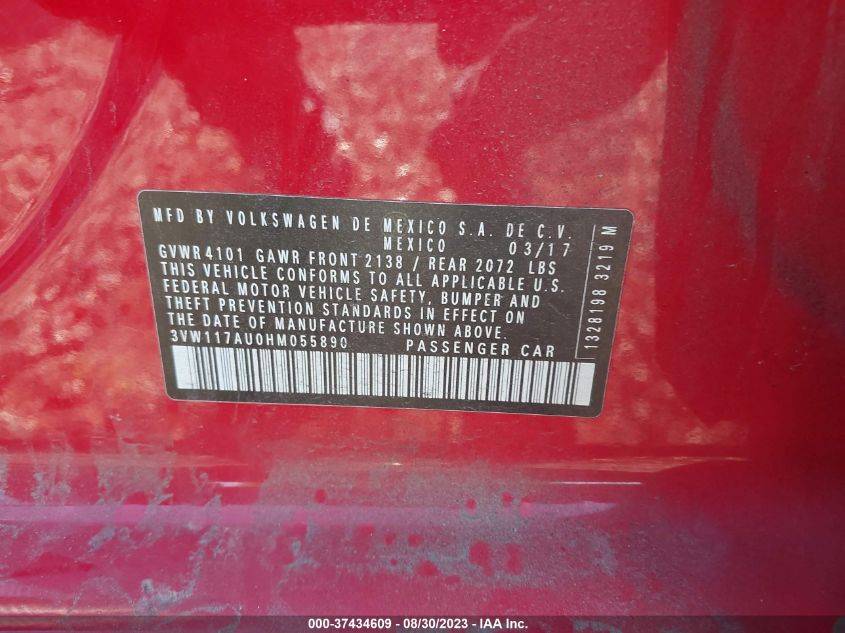 MFD BY VOLKSWAGEN DE MEXICO S.A. DE C.V.
MEXICO 03/17
GVWR 4101 GAWR FRONT 2138 / REAR 2072 LBS
THIS VEHICLE CONFORMS TO ALL APPLICABLE U.S.
FEDERAL MOTOR VEHICLE SAFETY, BUMPER AND
THEFT PREVENTION STANDARDS IN EFFECT ON
THE DATE OF MANUFACTURE SHOWN ABOVE.
3VW117AU0HM055890 PASSENGER CAR
13281983219 M
000-37434609 - 08/30/2023 - IAA Inc.